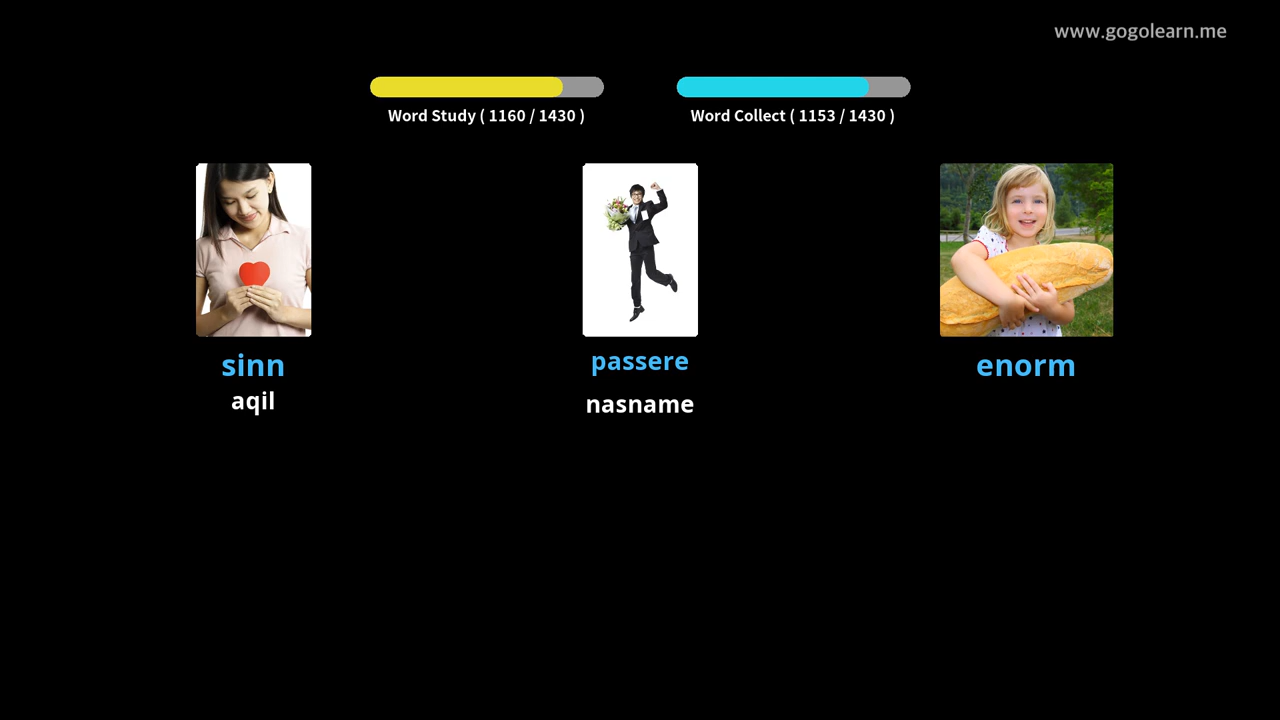 www.gogolearn.me
Word Study ( 1160 / 1430 )
Word Collect ( 1153 / 1430 )
sinn
aqil
passere
nasname
enorm